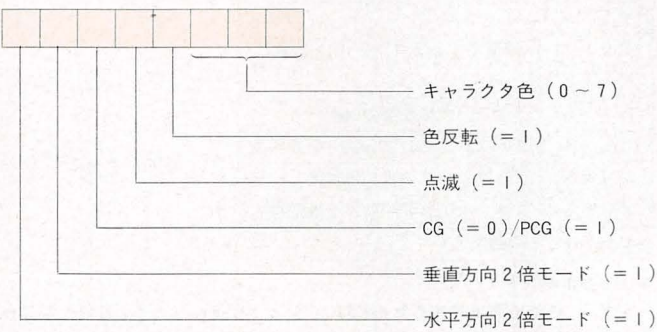 キャラクタ色（0～7）
色反転（=1）
点滅（=1）
CG（=0）/PCG（=1）
垂直方向2倍モード（=1）
水平方向2倍モード（=1）